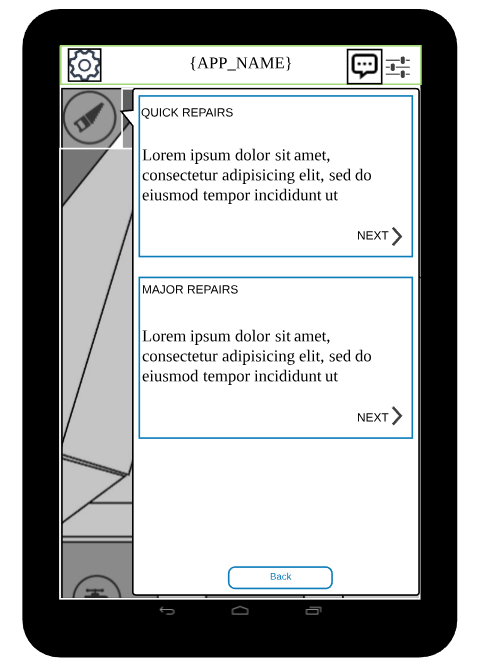 {APP_NAME}
QUICK REPAIRS
Lorem ipsum dolor sit amet,
consectetur adipisicing elit, sed do
eiusmod tempor incididunt ut
NEXT
MAJOR REPAIRS
Lorem ipsum dolor sit amet,
consectetur adipisicing elit, sed do
eiusmod tempor incididunt ut
NEXT
Back